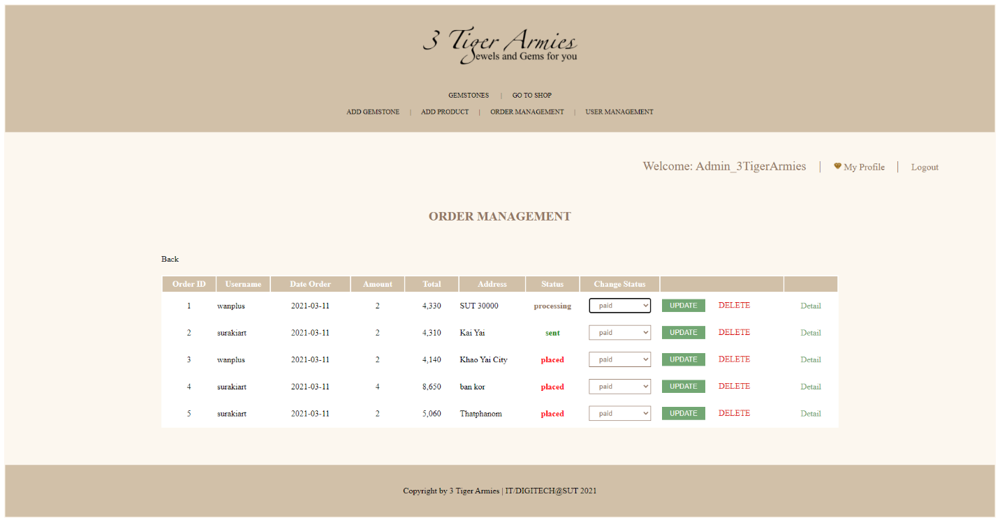 3 Tiger Armies
Jewels and Gems for you
GEMSTONES | GO TO SHOP
ADD GEMSTONE | ADD PRODUCT | ORDER MANAGEMENT | USER MANAGEMENT
Welcome: Admin_3TigerArmies | My Profile | Logout
ORDER MANAGEMENT
Back
Order ID Username Date Order Amount Total Address Status Change Status
1 wanplus 2021-03-11 2 4,330 SUT 30000 processing paid UPDATE DELETE Detail
2 surakiart 2021-03-11 2 4,310 Kai Yai sent paid UPDATE DELETE Detail
3 wanplus 2021-03-11 2 4,140 Khao Yai City placed paid UPDATE DELETE Detail
4 surakiart 2021-03-11 4 8,650 ban kor placed paid UPDATE DELETE Detail
5 surakiart 2021-03-11 2 5,060 Thatphanom placed paid UPDATE DELETE Detail
Copyright by 3 Tiger Armies | IT/DIGITECH@SUT 2021